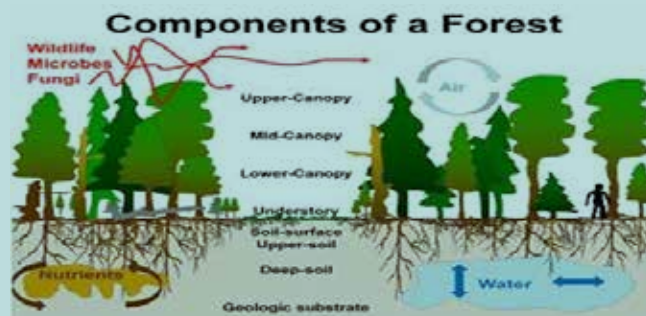 Components of a Forest
Wildlife
Microbes
Fungi
Air
Upper-Canopy
Mid-Canopy
Lower-Canopy
Understory
Soil-surface
Upper-soil
Deep-soil
Geologic substrate
Nutrients
Water